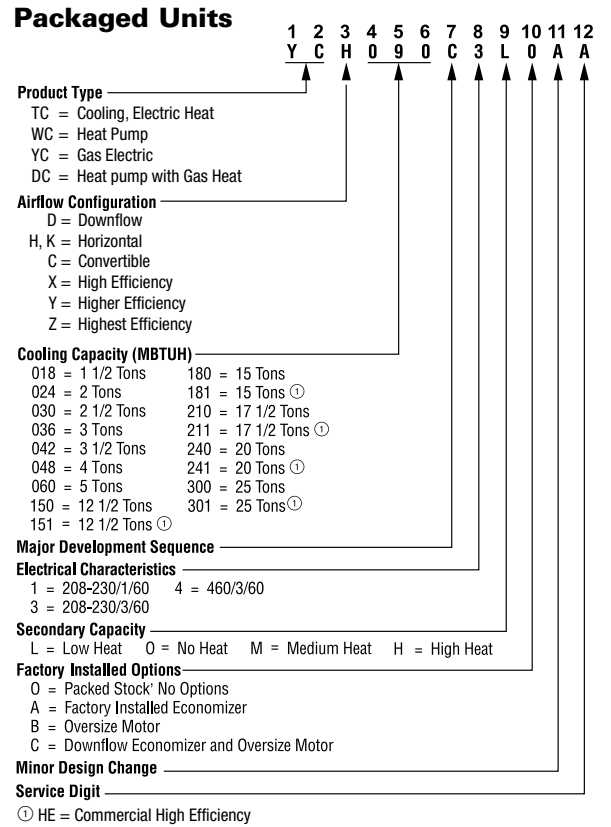 Packaged Units
1 2 3 4 5 6 7 8 9 10 11 12
Y C H 0 9 0 C 3 L 0 A A
Product Type
TC = Cooling, Electric Heat
WC = Heat Pump
YC = Gas Electric
DC = Heat pump with Gas Heat
Airflow Configuration
D = Downflow
H, K = Horizontal
C = Convertible
X = High Efficiency
Y = Higher Efficiency
Z = Highest Efficiency
Cooling Capacity (MBTUH)
018 = 1 1/2 Tons 180 = 15 Tons
024 = 2 Tons 181 = 15 Tons ①
030 = 2 1/2 Tons 210 = 17 1/2 Tons
036 = 3 Tons 211 = 17 1/2 Tons ①
042 = 3 1/2 Tons 240 = 20 Tons
048 = 4 Tons 241 = 20 Tons ①
060 = 5 Tons 300 = 25 Tons
150 = 12 1/2 Tons 301 = 25 Tons ①
151 = 12 1/2 Tons ①
Major Development Sequence
Electrical Characteristics
1 = 208-230/1/60 4 = 460/3/60
3 = 208-230/3/60
Secondary Capacity
L = Low Heat O = No Heat M = Medium Heat H = High Heat
Factory Installed Options
O = Packed Stock' No Options
A = Factory Installed Economizer
B = Oversize Motor
C = Downflow Economizer and Oversize Motor
Minor Design Change
Service Digit
① HE = Commercial High Efficiency